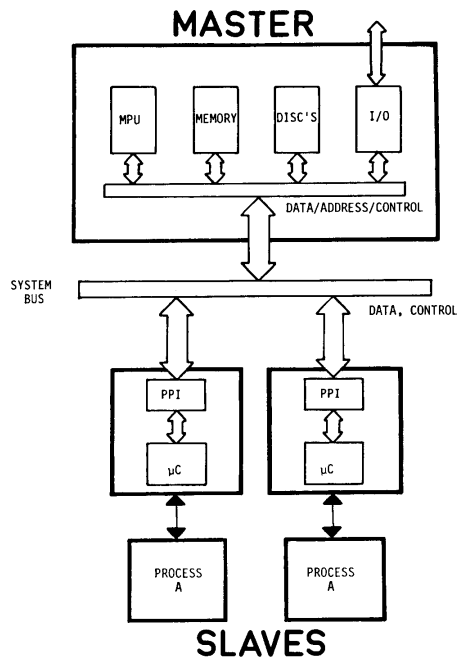 MASTER
MPU
MEMORY
DISC'S
I/O
DATA/ADDRESS/CONTROL
SYSTEM
BUS
DATA, CONTROL
PPI
PPI
µC
µC
PROCESS
A
PROCESS
A
SLAVES